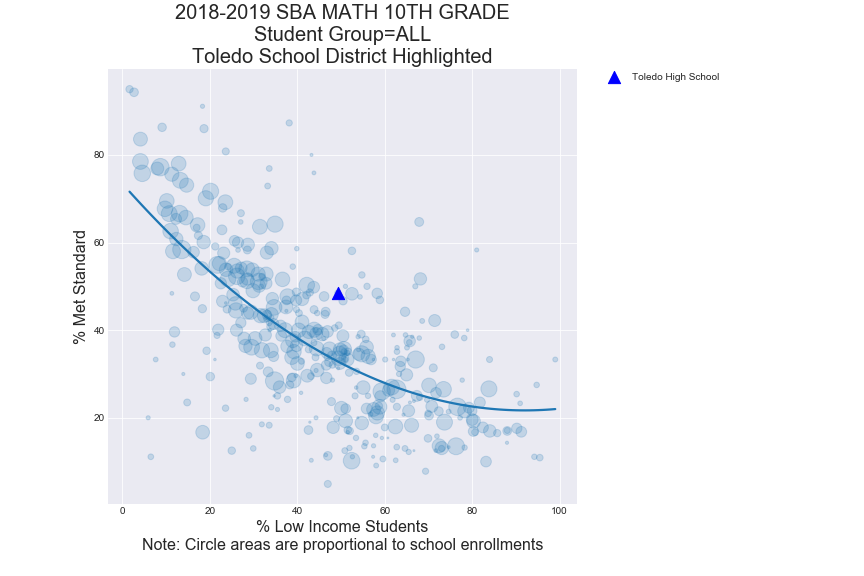 2018-2019 SBA MATH 10TH GRADE
Student Group=ALL
Toledo School District Highlighted
Toledo High School
% Met Standard
80
60
40
20
0 20 40 60 80 100
% Low Income Students
Note: Circle areas are proportional to school enrollments